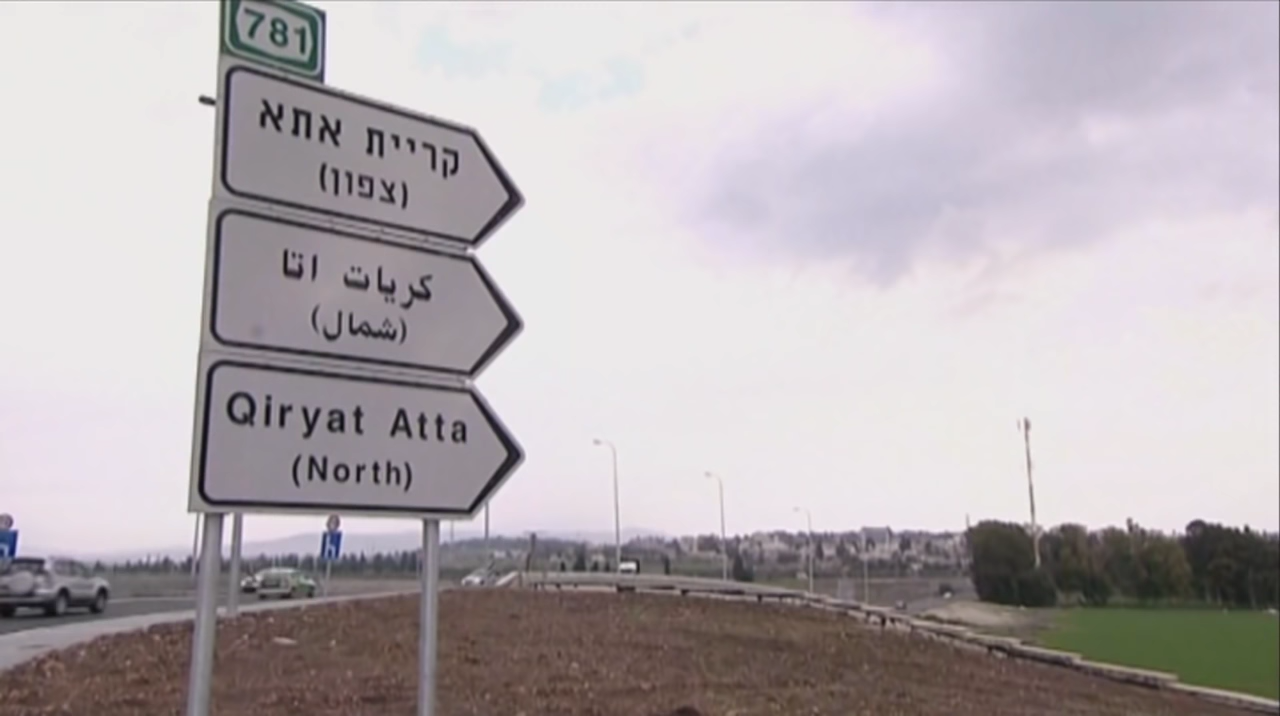 781
קריית אתא
(צפון)
كريات اتا
(شمال)
Qiryat Atta
(North)